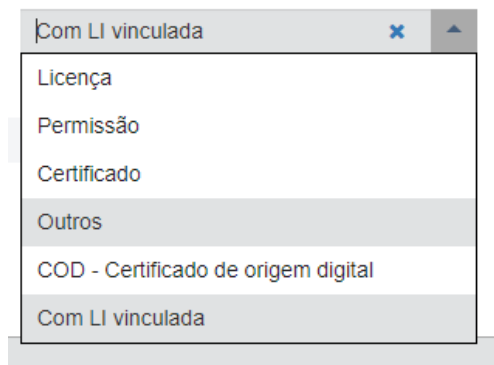 Com LI vinculada
Licença
Permissão
Certificado
Outros
COD - Certificado de origem digital
Com LI vinculada